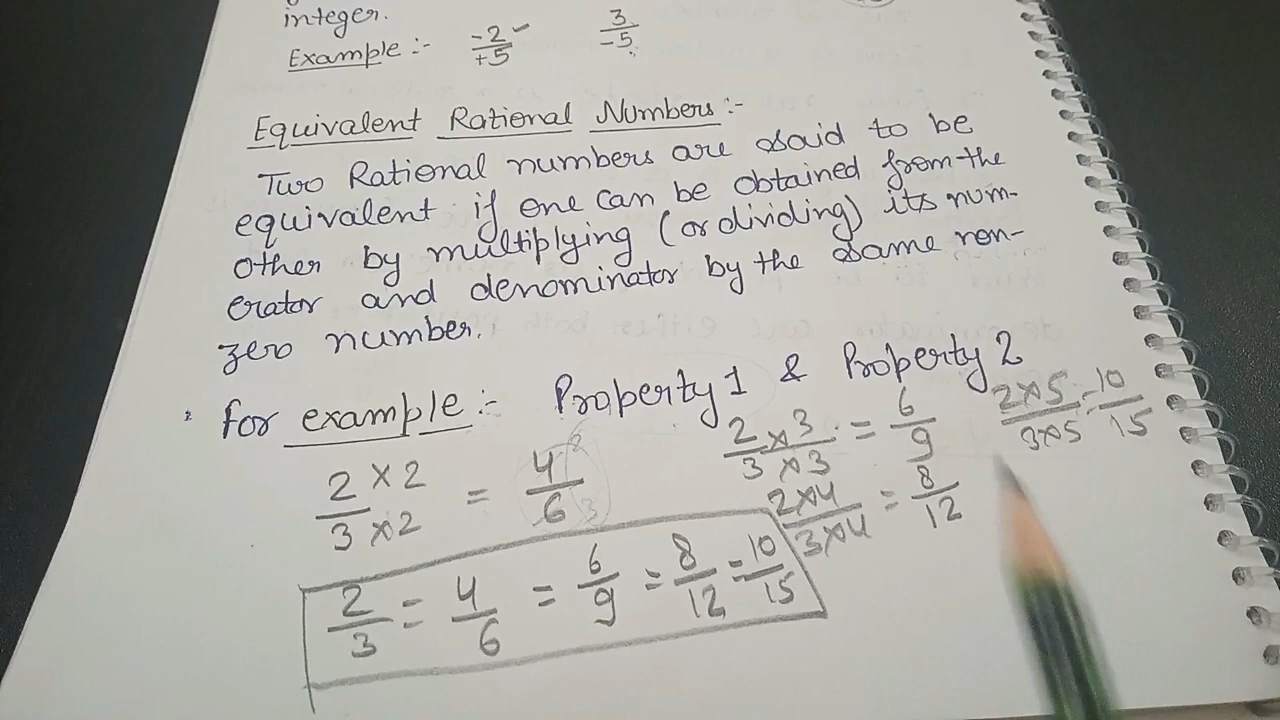 integer.
Example :- -2/+5 3/-5
Equivalent Rational Numbers :-
Two Rational numbers are said to be
equivalent if one can be obtained from the
other by multiplying (or dividing) its num-
erator and denominator by the same non-
zero number.
For example :- Property 1 & Property 2
2×2/3×2 = 4/6
2×3/3×3 = 6/9
2×5/3×5 = 10/15
2×4/3×4 = 8/12
2/3 = 4/6 = 6/9 = 8/12 = 10/15